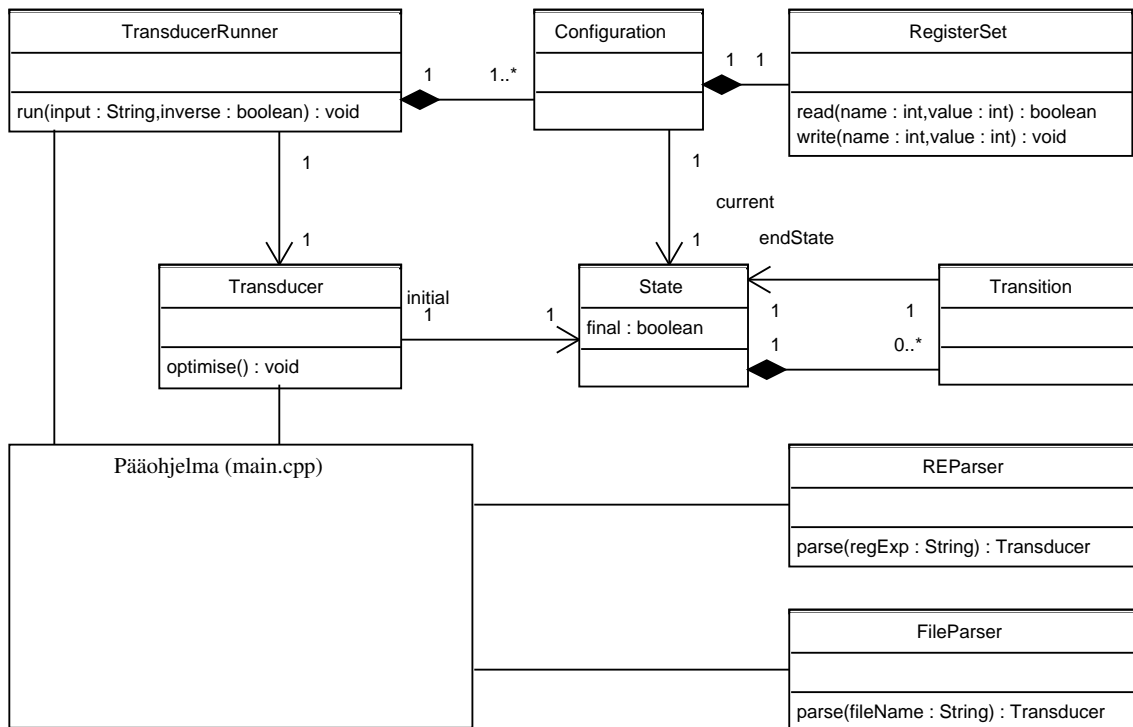 TransducerRunner
run(input : String,inverse : boolean) : void
1
1..*
Configuration
1
1
RegisterSet
read(name : int,value : int) : boolean
write(name : int,value : int) : void
1
1
1
current
1
endState
Transducer
optimise() : void
initial
1
1
State
final : boolean
1
1
1
0..*
Transition
Pääohjelma (main.cpp)
REParser
parse(regExp : String) : Transducer
FileParser
parse(fileName : String) : Transducer